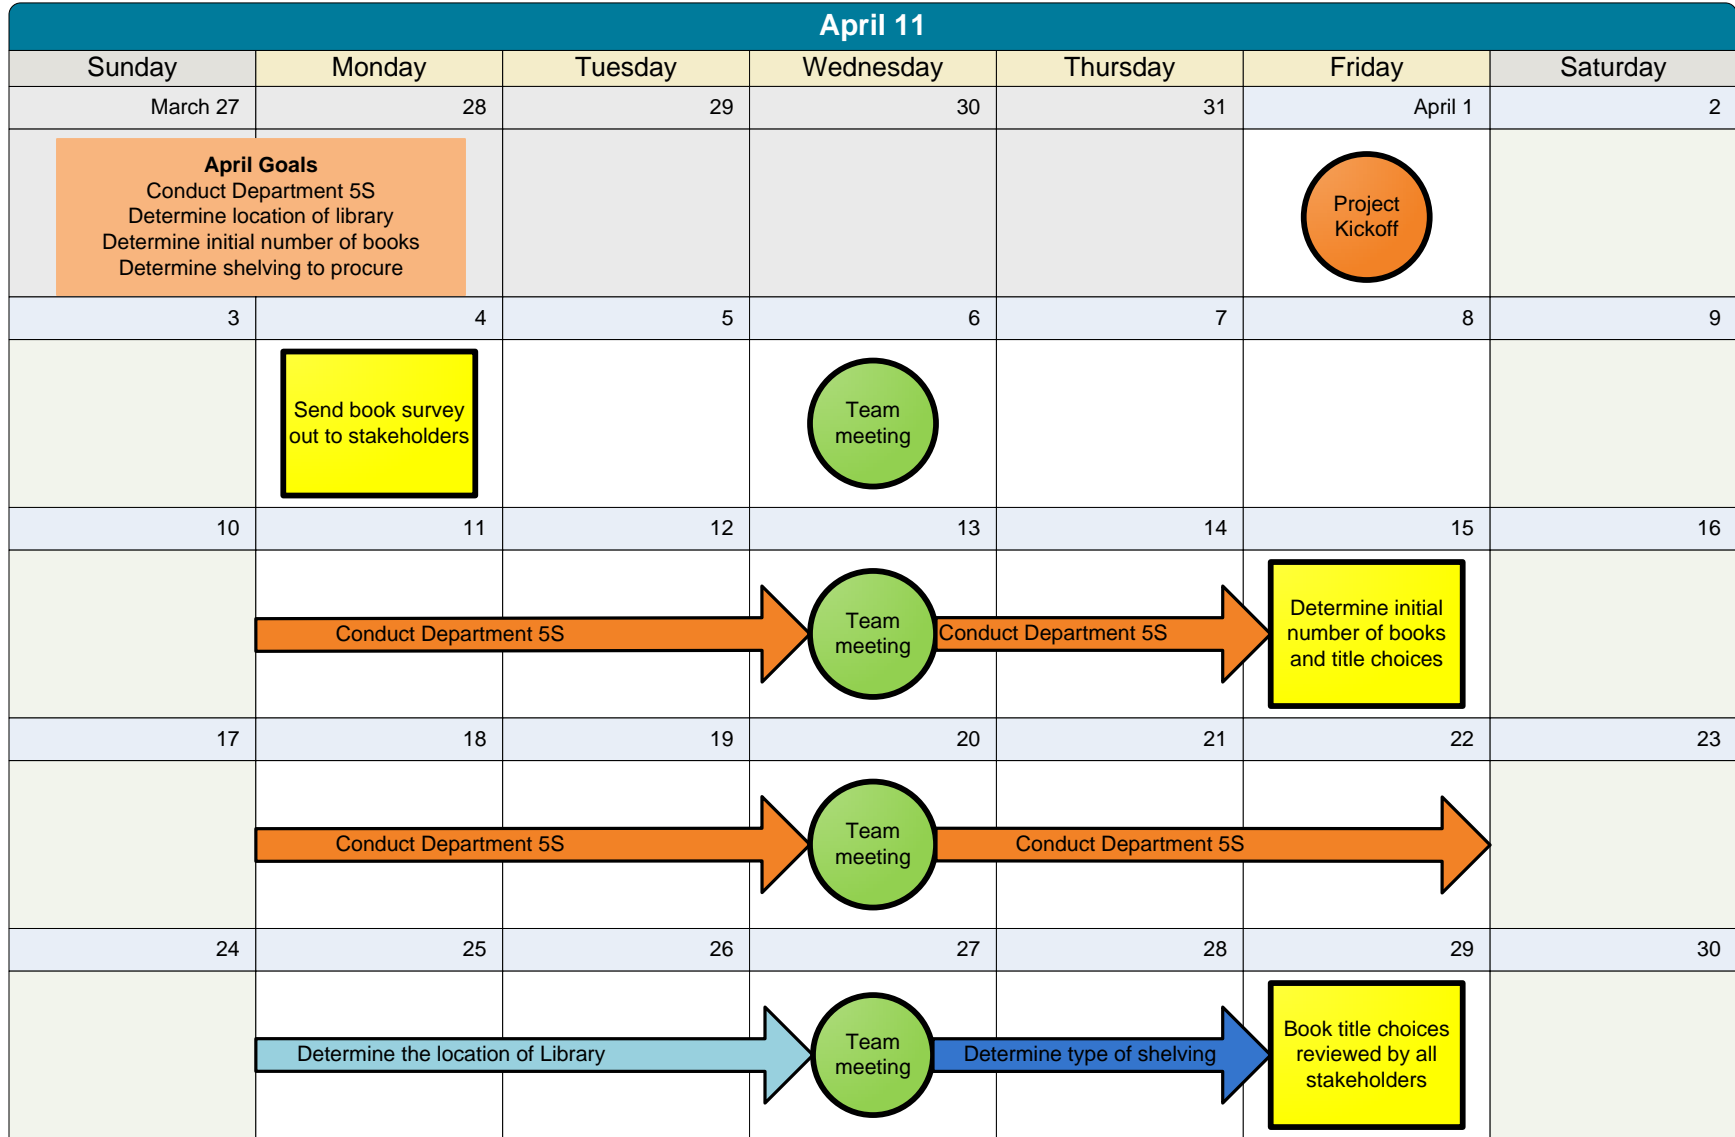 April 11
Sunday Monday Tuesday Wednesday Thursday Friday Saturday
March 27 28 29 30 31 April 1 2
April Goals
Conduct Department 5S
Determine location of library
Determine initial number of books
Determine shelving to procure
Project
Kickoff
3 4 5 6 7 8 9
Send book survey
out to stakeholders
Team
meeting
10 11 12 13 14 15 16
Conduct Department 5S
Team
meeting
Conduct Department 5S
Determine initial
number of books
and title choices
17 18 19 20 21 22 23
Conduct Department 5S
Team
meeting
Conduct Department 5S
24 25 26 27 28 29 30
Determine the location of Library
Team
meeting
Determine type of shelving
Book title choices
reviewed by all
stakeholders